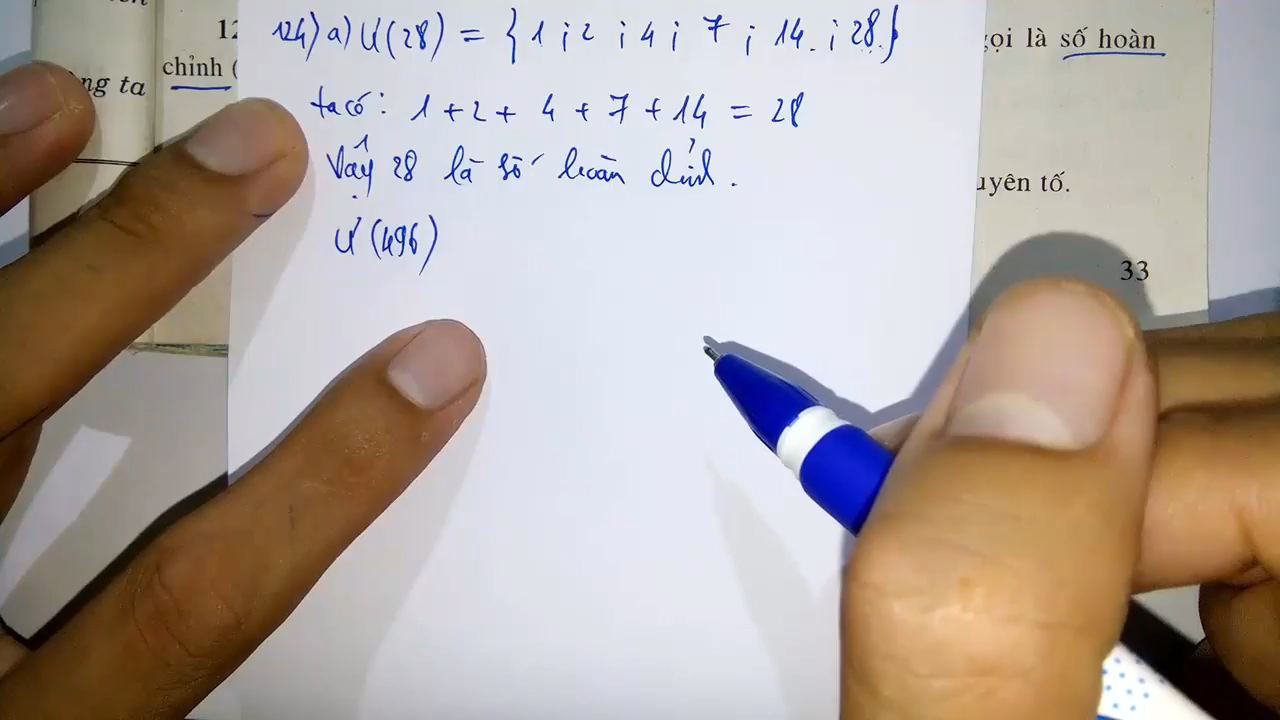 124) a) Ư(28) = { 1 ; 2 ; 4 ; 7 ; 14 ; 28 }
ta có: 1 + 2 + 4 + 7 + 14 = 28
Vậy 28 là số hoàn chỉnh.
Ư(496)
12
chỉnh (
ng ta
gọi là số hoàn
uyên tố.
33